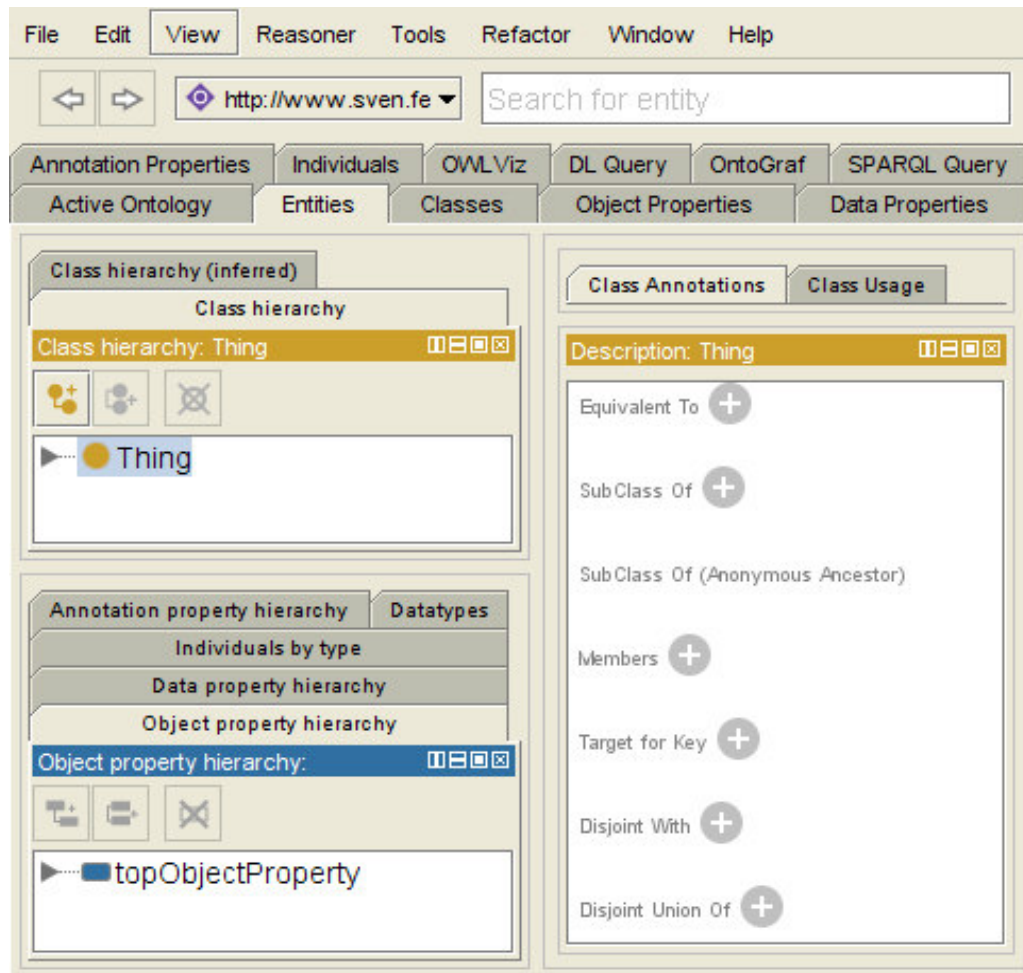 File Edit View Reasoner Tools Refactor Window Help
http://www.sven.fe Search for entity
Annotation Properties Individuals OWLViz DL Query OntoGraf SPARQL Query
Active Ontology Entities Classes Object Properties Data Properties
Class hierarchy (inferred)
Class hierarchy
Class hierarchy: Thing
Thing
Annotation property hierarchy Datatypes
Individuals by type
Data property hierarchy
Object property hierarchy
Object property hierarchy:
topObjectProperty
Class Annotations Class Usage
Description: Thing
Equivalent To
SubClass Of
SubClass Of (Anonymous Ancestor)
Members
Target for Key
Disjoint With
Disjoint Union Of